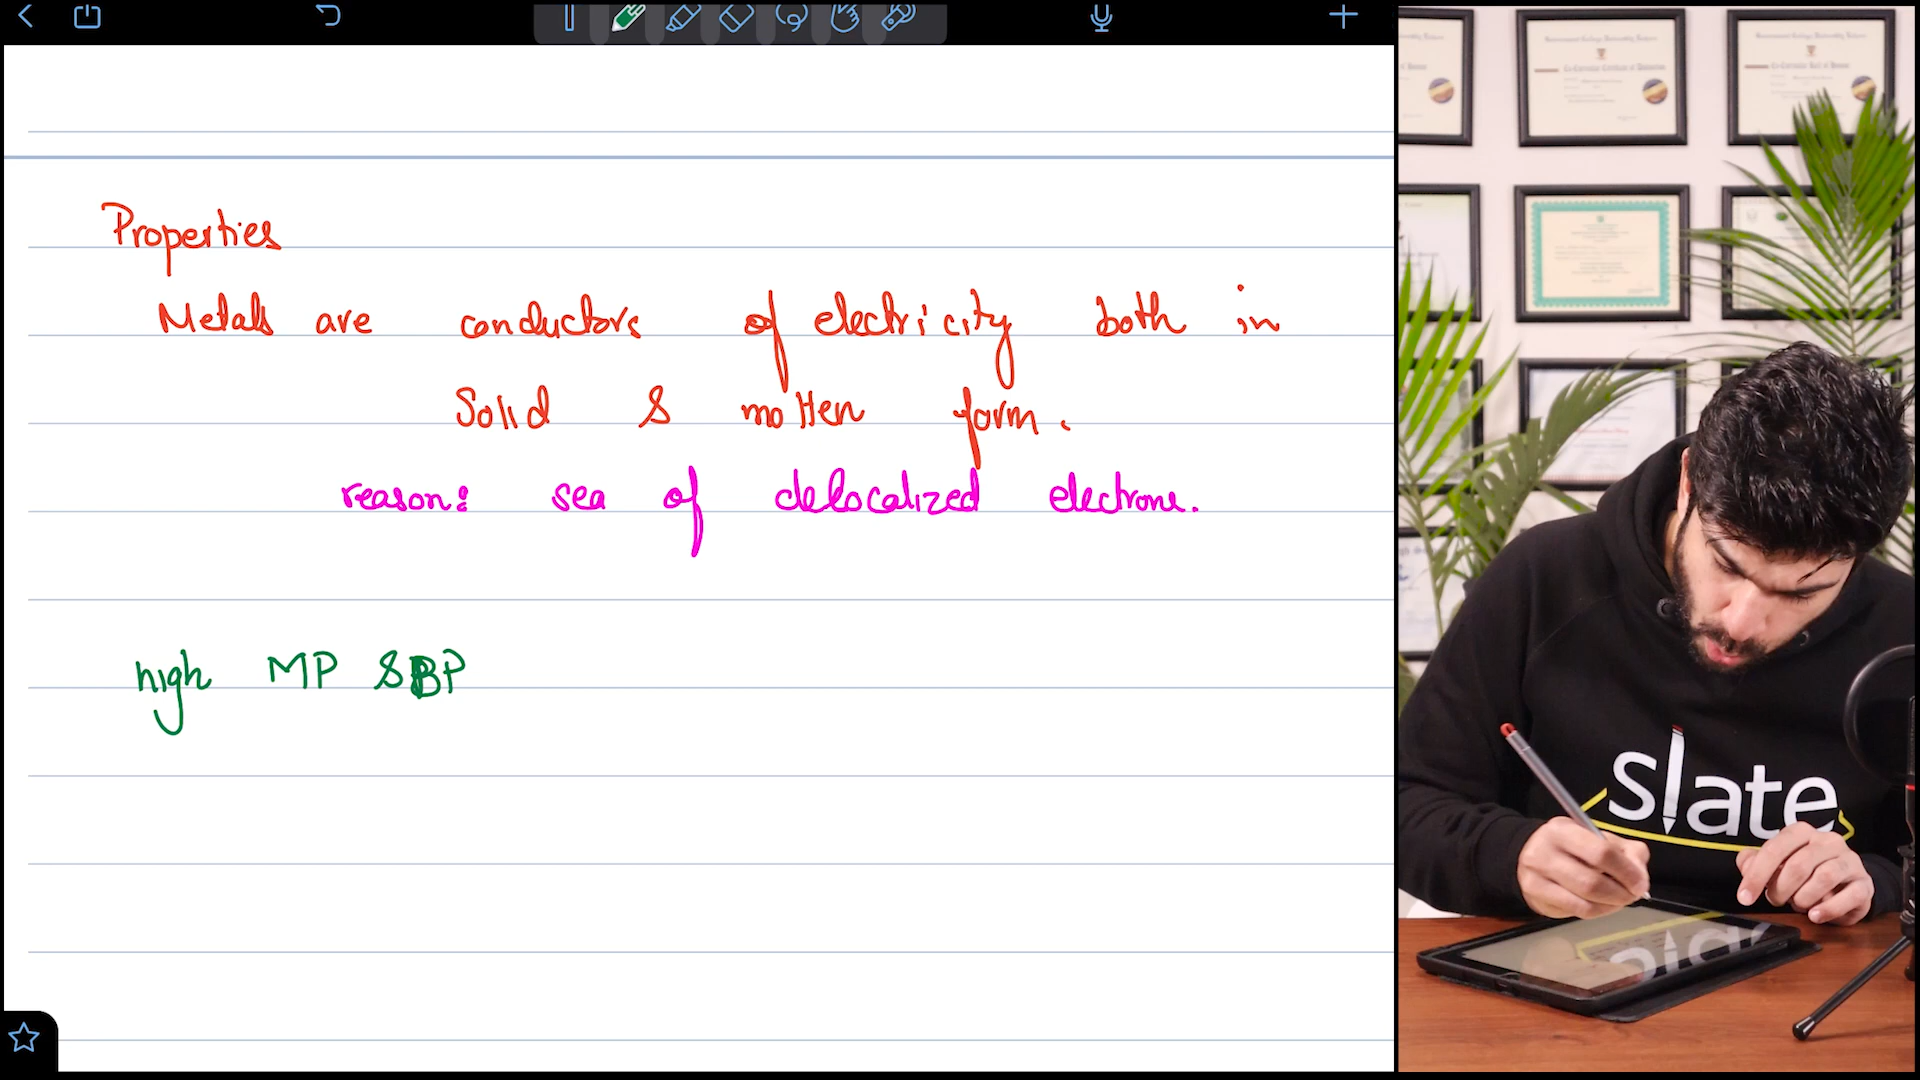 Properties
Metals are conductors of electricity both in
Solid & molten form.
reason: sea of delocalized electrons.
high MP & BP
slate